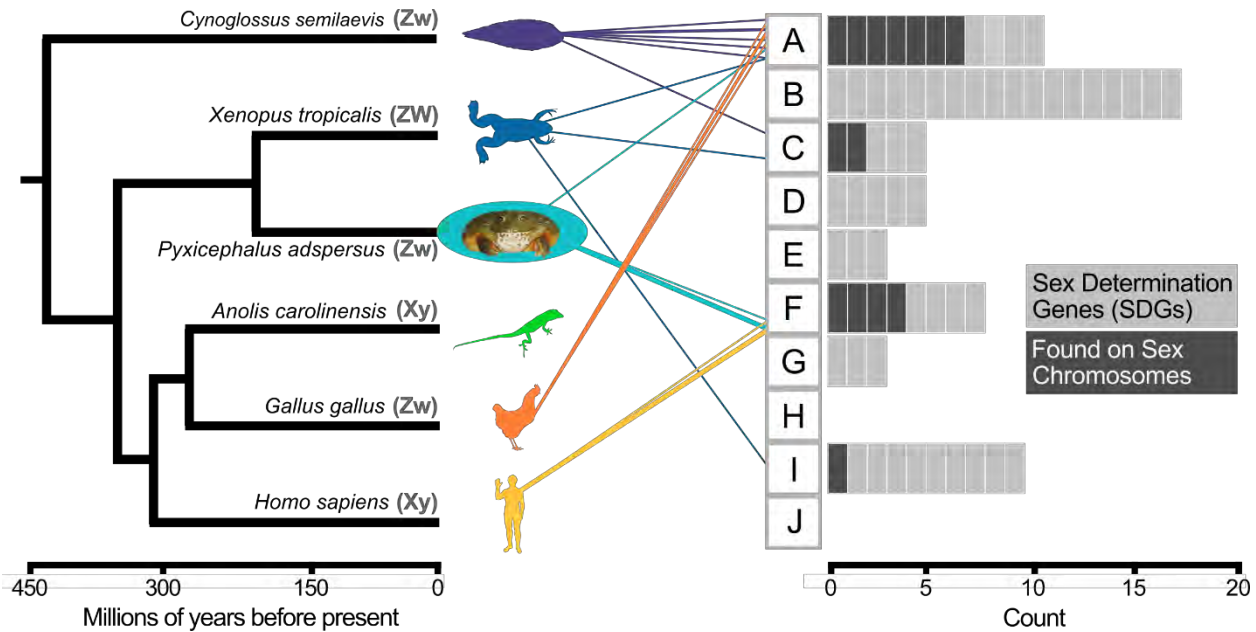 Cynoglossus semilaevis (Zw)
Xenopus tropicalis (ZW)
Pyxicephalus adspersus (Zw)
Anolis carolinensis (Xy)
Gallus gallus (Zw)
Homo sapiens (Xy)
450 300 150 0
Millions of years before present
A
B
C
D
E
F
G
H
I
J
Sex Determination
Genes (SDGs)
Found on Sex
Chromosomes
0 5 10 15 20
Count